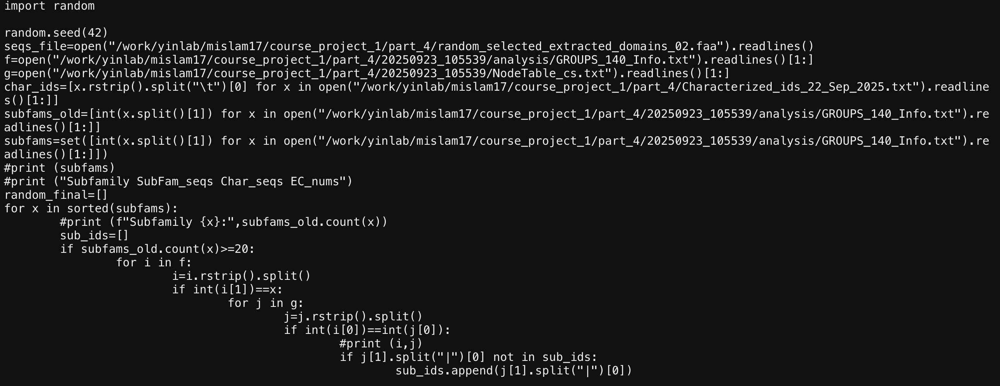 import random

random.seed(42)
seqs_file=open("/work/yinlab/mislam17/course_project_1/part_4/random_selected_extracted_domains_02.faa").readlines()
f=open("/work/yinlab/mislam17/course_project_1/part_4/20250923_105539/analysis/GROUPS_140_Info.txt").readlines()[1:]
g=open("/work/yinlab/mislam17/course_project_1/part_4/20250923_105539/NodeTable_cs.txt").readlines()[1:]
char_ids=[x.rstrip().split("\t")[0] for x in open("/work/yinlab/mislam17/course_project_1/part_4/Characterized_ids_22_Sep_2025.txt").readline
s()[1:]]
subfams_old=[int(x.split()[1]) for x in open("/work/yinlab/mislam17/course_project_1/part_4/20250923_105539/analysis/GROUPS_140_Info.txt").re
adlines()[1:]]
subfams=set([int(x.split()[1]) for x in open("/work/yinlab/mislam17/course_project_1/part_4/20250923_105539/analysis/GROUPS_140_Info.txt").re
adlines()[1:]])
#print (subfams)
#print ("Subfamily SubFam_seqs Char_seqs EC_nums")
random_final=[]
for x in sorted(subfams):
        #print (f"Subfamily {x}:",subfams_old.count(x))
        sub_ids=[]
        if subfams_old.count(x)>=20:
                for i in f:
                        i=i.rstrip().split()
                        if int(i[1])==x:
                                for j in g:
                                        j=j.rstrip().split()
                                        if int(i[0])==int(j[0]):
                                                #print (i,j)
                                                if j[1].split("|")[0] not in sub_ids:
                                                        sub_ids.append(j[1].split("|")[0])